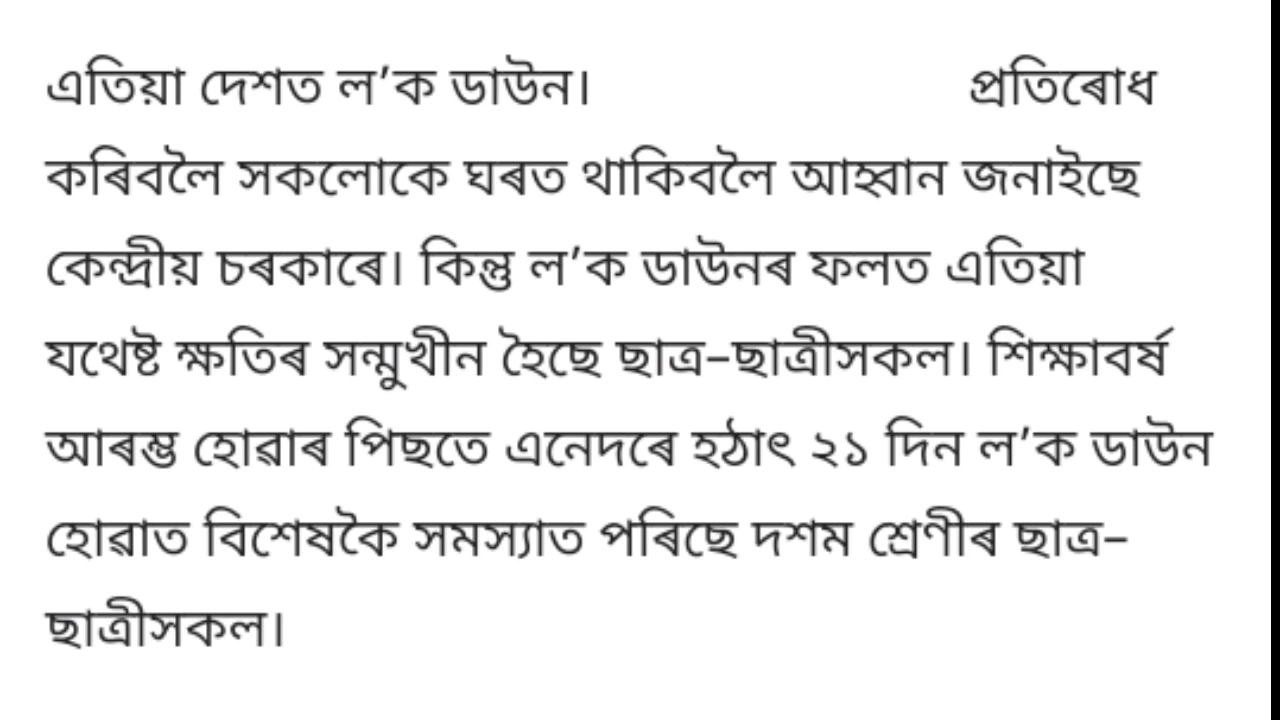 এতিয়া দেশত ল’ক ডাউন। প্ৰতিৰোধ
কৰিবলৈ সকলোকে ঘৰত থাকিবলৈ আহ্বান জনাইছে
কেন্দ্ৰীয় চৰকাৰে। কিন্তু ল’ক ডাউনৰ ফলত এতিয়া
যথেষ্ট ক্ষতিৰ সন্মুখীন হৈছে ছাত্ৰ–ছাত্ৰীসকল। শিক্ষাবৰ্ষ
আৰম্ভ হোৱাৰ পিছতে এনেদৰে হঠাৎ ২১ দিন ল’ক ডাউন
হোৱাত বিশেষকৈ সমস্যাত পৰিছে দশম শ্ৰেণীৰ ছাত্ৰ–
ছাত্ৰীসকল।